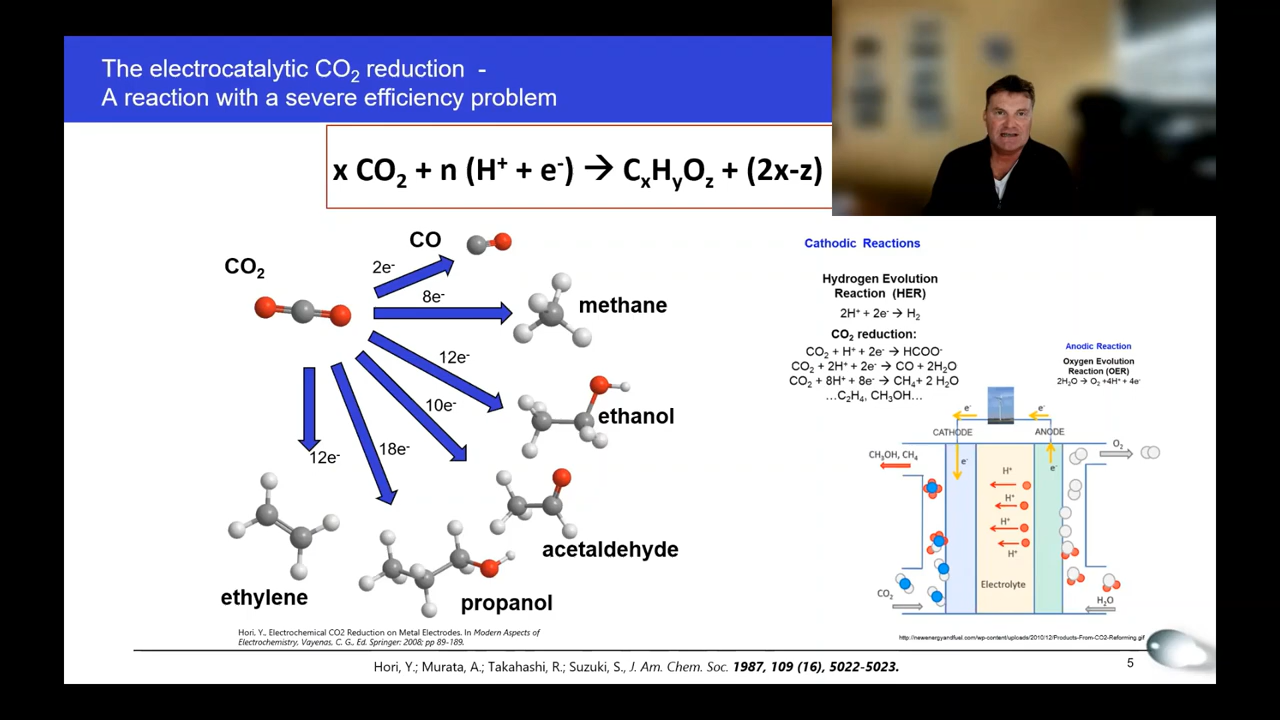 The electrocatalytic CO₂ reduction -
A reaction with a severe efficiency problem
x CO₂ + n (H⁺ + e⁻) → CₓHᵧO_z + (2x-z)
CO
CO₂
2e⁻
8e⁻
methane
12e⁻
ethanol
10e⁻
18e⁻
12e⁻
acetaldehyde
ethylene
propanol
Cathodic Reactions
Hydrogen Evolution
Reaction (HER)
2H⁺ + 2e⁻ → H₂
CO₂ reduction:
CO₂ + H⁺ + 2e⁻ → HCOO⁻
CO₂ + 2H⁺ + 2e⁻ → CO + 2H₂O
CO₂ + 8H⁺ + 8e⁻ → CH₄+ 2 H₂O
…C₂H₄, CH₃OH…
Anodic Reaction
Oxygen Evolution
Reaction (OER)
2H₂O → O₂ +4H⁺ + 4e⁻
e⁻
e⁻
CATHODE
ANODE
CH₃OH, CH₄
e⁻
e⁻
O₂
H⁺
H⁺
H⁺
H⁺
Electrolyte
CO₂
H₂O
Hori, Y., Electrochemical CO2 Reduction on Metal Electrodes. In Modern Aspects of
Electrochemistry, Vayenas, C. G., Ed. Springer: 2008; pp 89-189.
http://newenergyandfuel.com/wp-content/uploads/2010/12/Products-From-CO2-Reforming.gif
Hori, Y.; Murata, A.; Takahashi, R.; Suzuki, S., J. Am. Chem. Soc. 1987, 109 (16), 5022-5023.
5